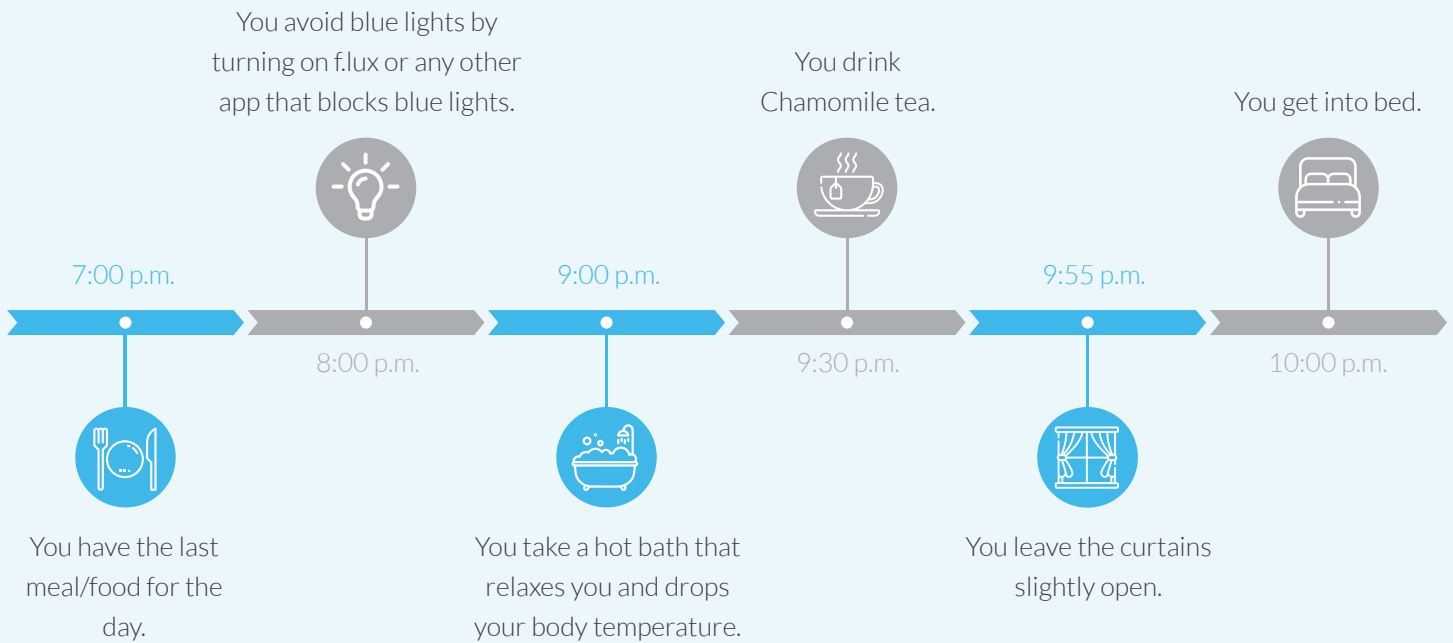 You avoid blue lights by
turning on f.lux or any other
app that blocks blue lights.
You drink
Chamomile tea.
You get into bed.
7:00 p.m.
9:00 p.m.
9:55 p.m.
8:00 p.m.
9:30 p.m.
10:00 p.m.
You have the last
meal/food for the
day.
You take a hot bath that
relaxes you and drops
your body temperature.
You leave the curtains
slightly open.